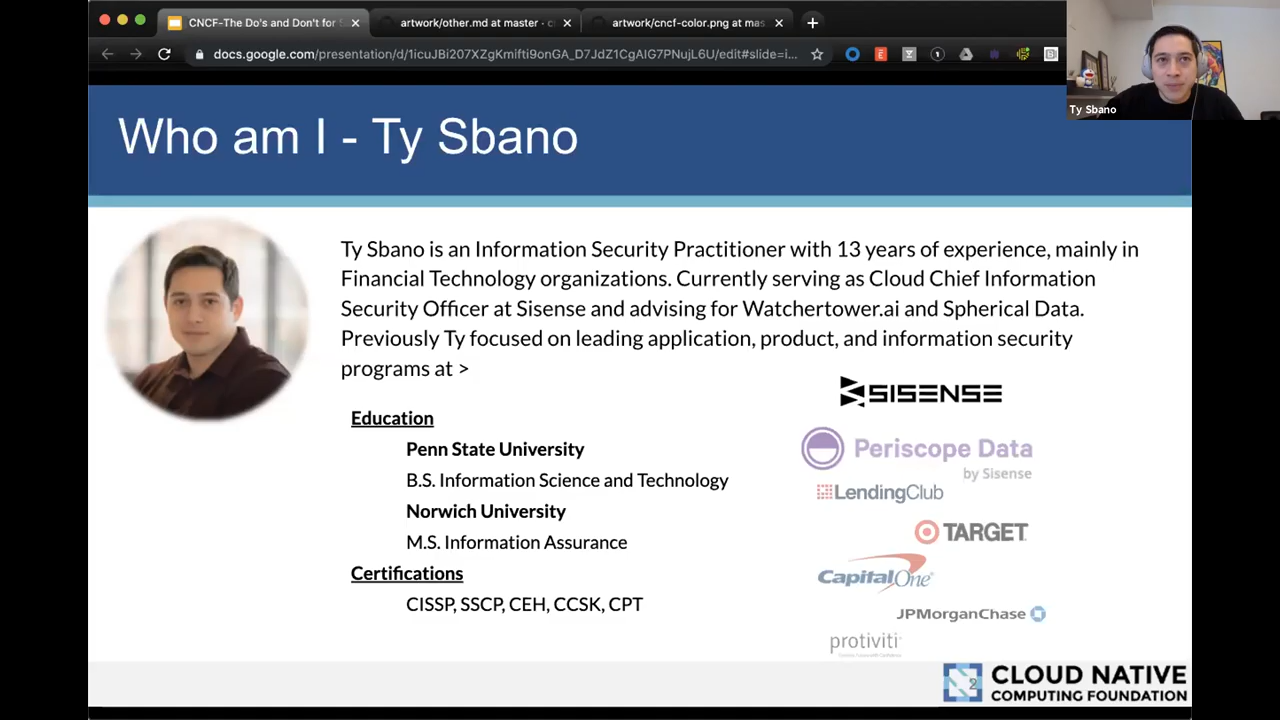 CNCF-The Do's and Don't for
artwork/other.md at master · c
artwork/cncf-color.png at mas
docs.google.com/presentation/d/1icuJBi207XZgKmifti9onGA_D7JdZ1CgAIG7PNujL6U/edit#slide=i...
Ty Sbano
Who am I - Ty Sbano
Ty Sbano is an Information Security Practitioner with 13 years of experience, mainly in
Financial Technology organizations. Currently serving as Cloud Chief Information
Security Officer at Sisense and advising for Watchertower.ai and Spherical Data.
Previously Ty focused on leading application, product, and information security
programs at >
Education
Penn State University
B.S. Information Science and Technology
Norwich University
M.S. Information Assurance
Certifications
CISSP, SSCP, CEH, CCSK, CPT
SISENSE
Periscope Data
by Sisense
LendingClub
TARGET
CapitalOne
JPMorganChase
protiviti
2
CLOUD NATIVE
COMPUTING FOUNDATION